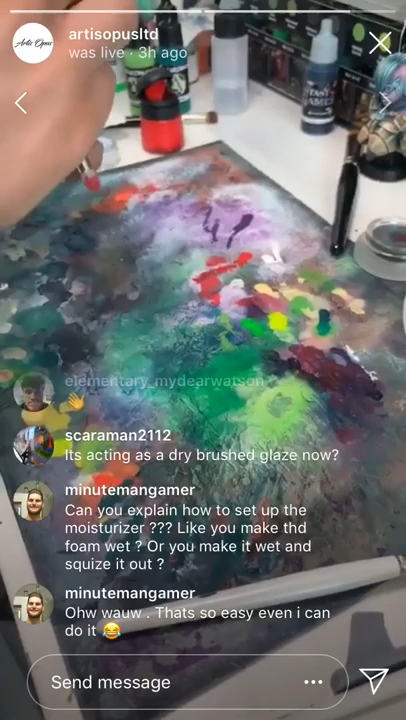 Artis Opus
artisopusltd
was live · 3h ago
elementary_mydearwatson
👋
scaraman2112
Its acting as a dry brushed glaze now?
minutemangamer
Can you explain how to set up the
moisturizer ??? Like you make thd
foam wet ? Or you make it wet and
squize it out ?
minutemangamer
Ohw wauw . Thats so easy even i can
do it 😂
Send message